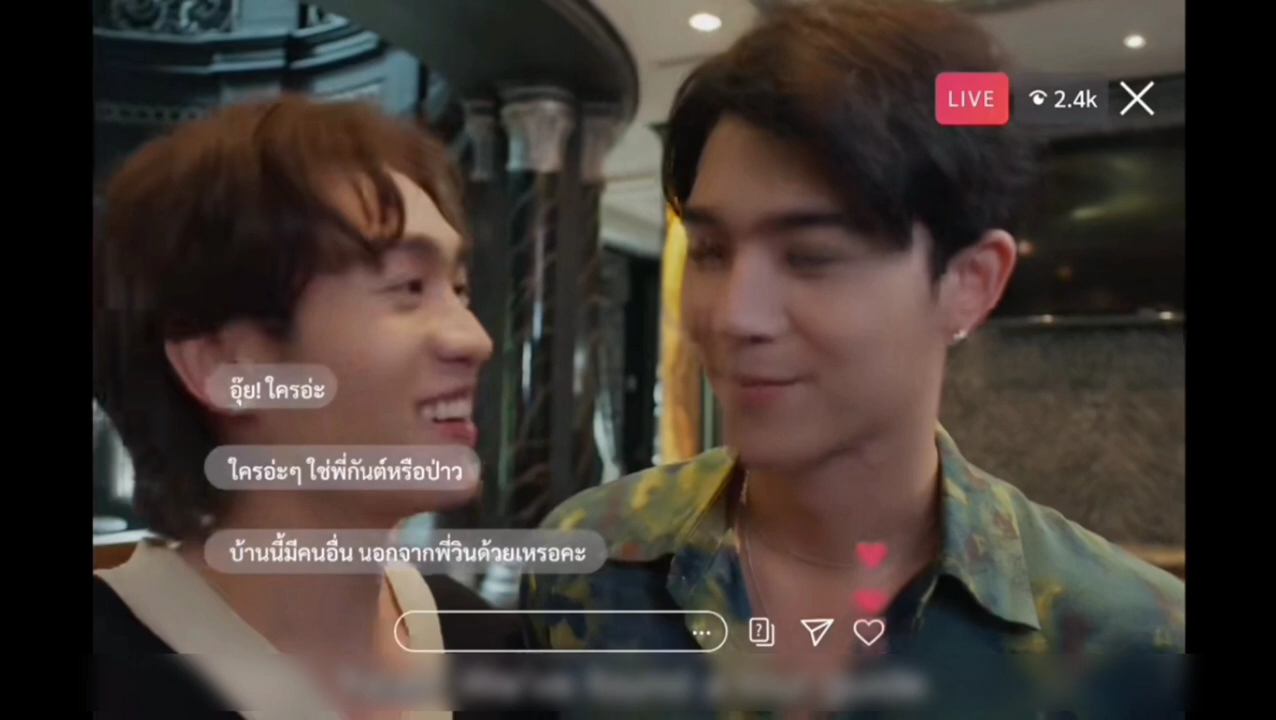 LIVE 2.4k
อุ๊ย! ใครอ่ะ
ใครอ่ะๆ ใช่พี่กันต์หรือป่าว
บ้านนี้มีคนอื่น นอกจากพี่วินด้วยเหรอคะ